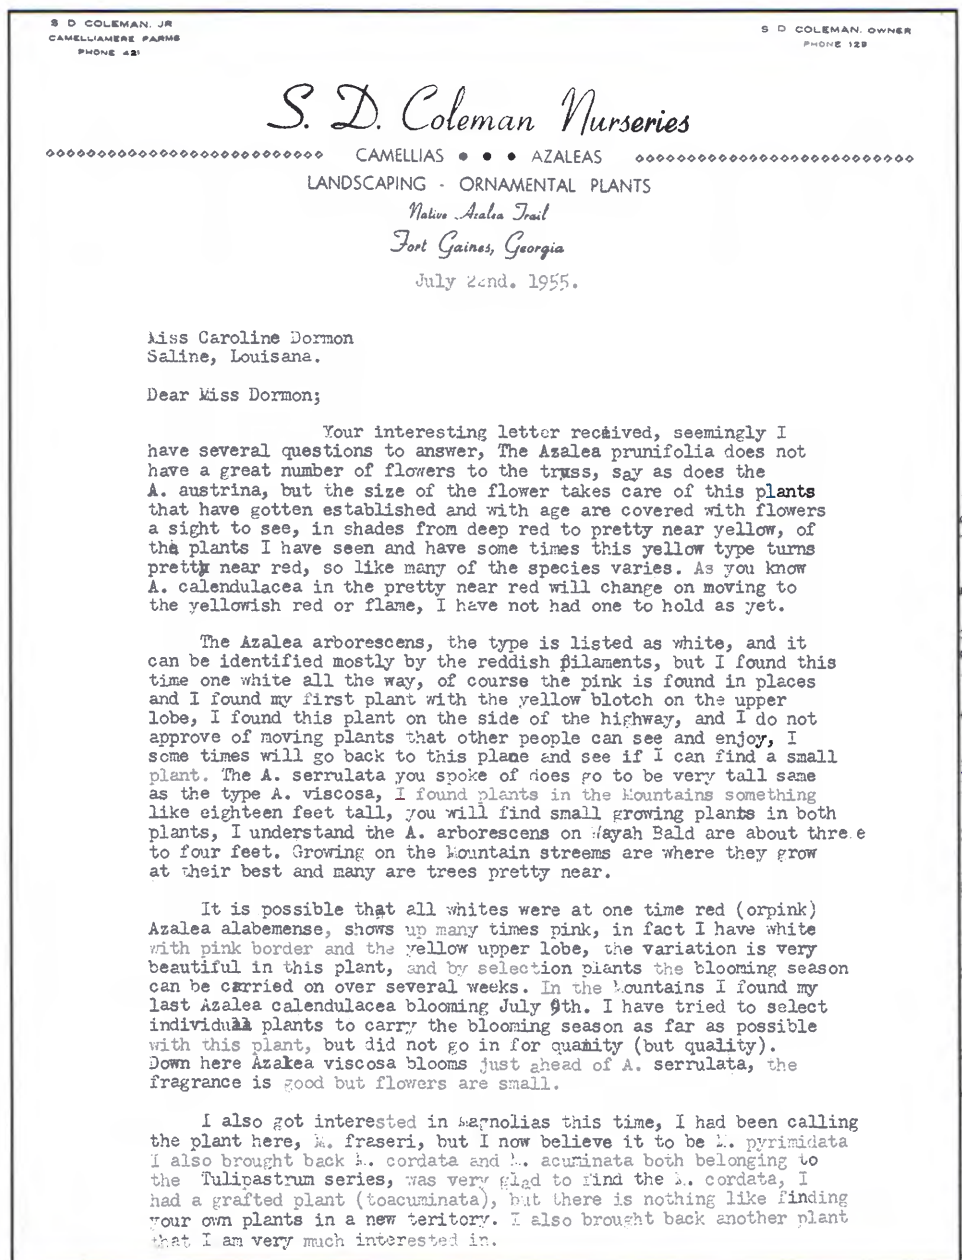 S D COLEMAN, JR
CAMELLIAMERE FARMS
PHONE 421
S D COLEMAN, OWNER
PHONE 129
S. D. Coleman Nurseries
CAMELLIAS • • • AZALEAS
LANDSCAPING - ORNAMENTAL PLANTS
Native Azalea Trail
Fort Gaines, Georgia
July 22nd. 1955.
Miss Caroline Dormon
Saline, Louisana.
Dear Miss Dormon;
Your interesting letter received, seemingly I
have several questions to answer, The Azalea prunifolia does not
have a great number of flowers to the truss, say as does the
A. austrina, but the size of the flower takes care of this plants
that have gotten established and with age are covered with flowers
a sight to see, in shades from deep red to pretty near yellow, of
the plants I have seen and have some times this yellow type turns
pretty near red, so like many of the species varies. As you know
A. calendulacea in the pretty near red will change on moving to
the yellowish red or flame, I have not had one to hold as yet.
The Azalea arborescens, the type is listed as white, and it
can be identified mostly by the reddish filaments, but I found this
time one white all the way, of course the pink is found in places
and I found my first plant with the yellow blotch on the upper
lobe, I found this plant on the side of the highway, and I do not
approve of moving plants that other people can see and enjoy, I
some times will go back to this plane and see if I can find a small
plant. The A. serrulata you spoke of does go to be very tall same
as the type A. viscosa, I found plants in the Mountains something
like eighteen feet tall, you will find small growing plants in both
plants, I understand the A. arborescens on Wayah Bald are about thre e
to four feet. Growing on the Mountain streems are where they grow
at their best and many are trees pretty near.
It is possible that all whites were at one time red (orpink)
Azalea alabemense, shows up many times pink, in fact I have white
with pink border and the yellow upper lobe, the variation is very
beautiful in this plant, and by selection plants the blooming season
can be carried on over several weeks. In the Mountains I found my
last Azalea calendulacea blooming July 9th. I have tried to select
individual plants to carry the blooming season as far as possible
with this plant, but did not go in for quanity (but quality).
Down here Azalea viscosa blooms just ahead of A. serrulata, the
fragrance is good but flowers are small.
I also got interested in Magnolias this time, I had been calling
the plant here, M. fraseri, but I now believe it to be M. pyrimidata
I also brought back M. cordata and M. acuminata both belonging to
the Tulipastrum series, was very glad to find the M. cordata, I
had a grafted plant (toacuminata), but there is nothing like finding
your own plants in a new teritory. I also brought back another plant
that I am very much interested in.